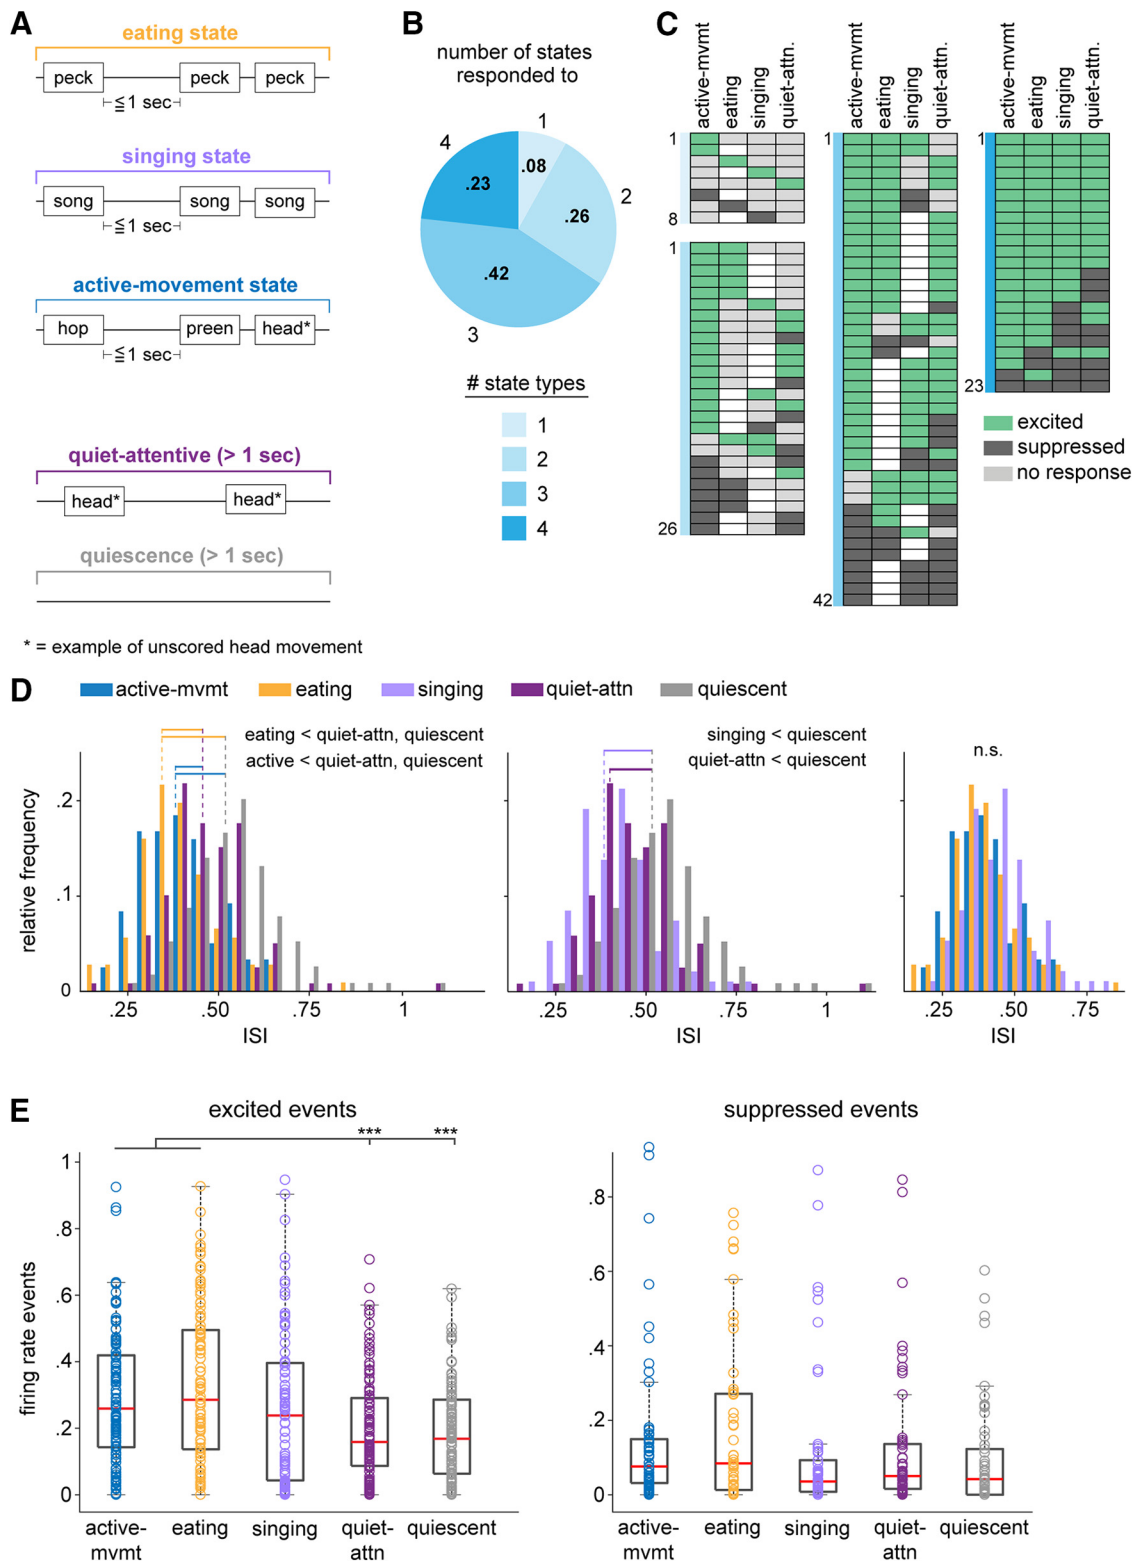 A
eating state
peck
peck
peck
≦1 sec
singing state
song
song
song
≦1 sec
active-movement state
hop
preen
head*
≦1 sec
quiet-attentive (> 1 sec)
head*
head*
quiescence (> 1 sec)
* = example of unscored head movement
B
number of states
responded to
1
4
2
3
.08
.23
.26
.42
# state types
1
2
3
4
C
active-mvmt
eating
singing
quiet-attn.
active-mvmt
eating
singing
quiet-attn.
active-mvmt
eating
singing
quiet-attn.
1
8
1
26
1
42
1
23
excited
suppressed
no response
D
active-mvmt
eating
singing
quiet-attn
quiescent
eating < quiet-attn, quiescent
active < quiet-attn, quiescent
singing < quiescent
quiet-attn < quiescent
n.s.
relative frequency
.2
.1
0
.25
.50
.75
1
ISI
.25
.50
.75
1
ISI
.25
.50
.75
ISI
E
excited events
***
***
firing rate events
1
.8
.6
.4
.2
0
active-
mvmt
eating
singing
quiet-
attn
quiescent
suppressed events
.8
.6
.4
.2
0
active-
mvmt
eating
singing
quiet-
attn
quiescent